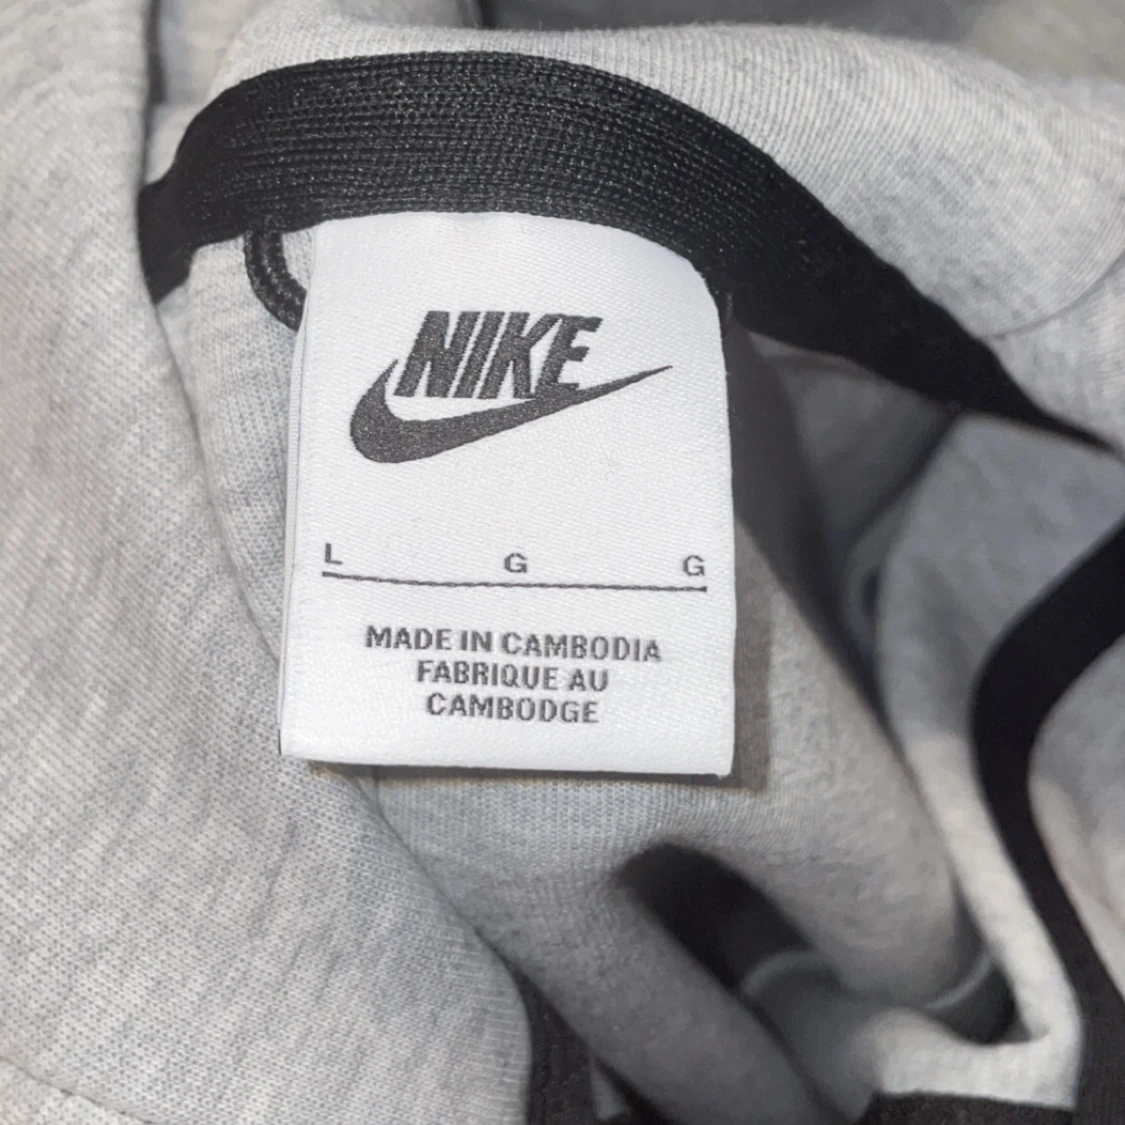 NIKE
L G G
MADE IN CAMBODIA
FABRIQUE AU
CAMBODGE